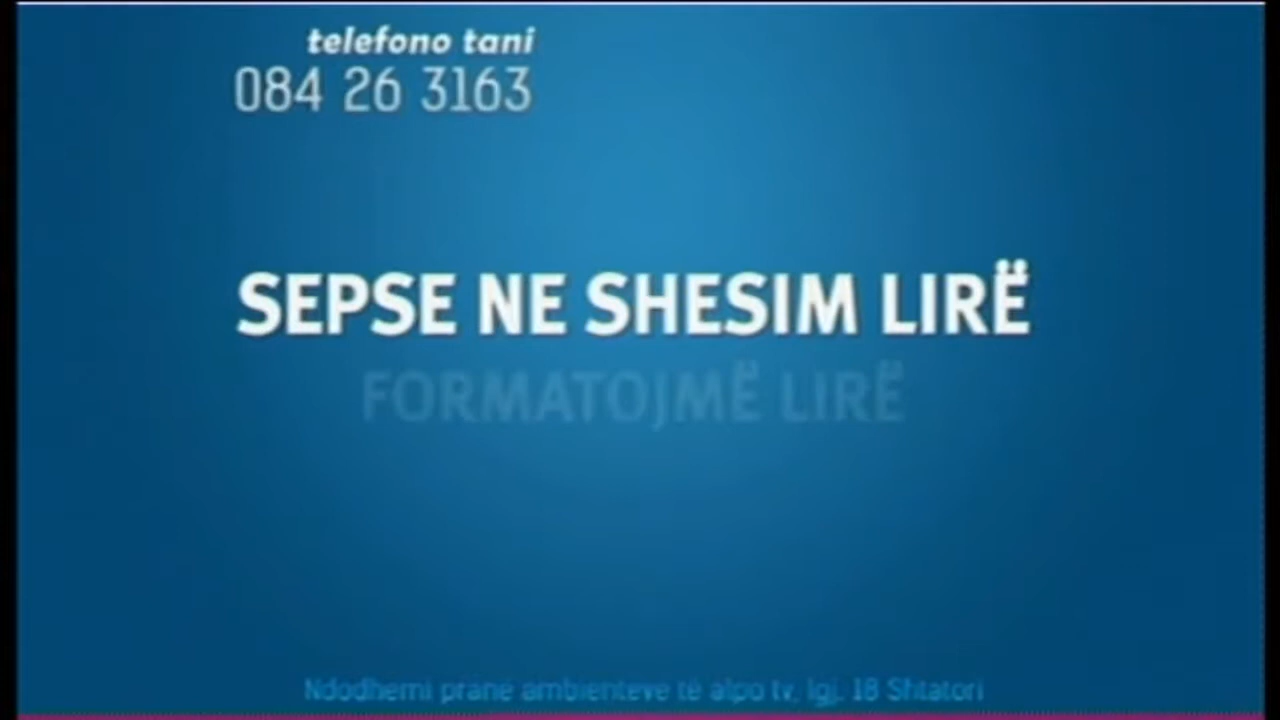 telefono tani
084 26 3163
SEPSE NE SHESIM LIRË
FORMATOJMË LIRË
Ndodhemi pranë ambienteve të alpo tv, lgj. 18 Shtatori